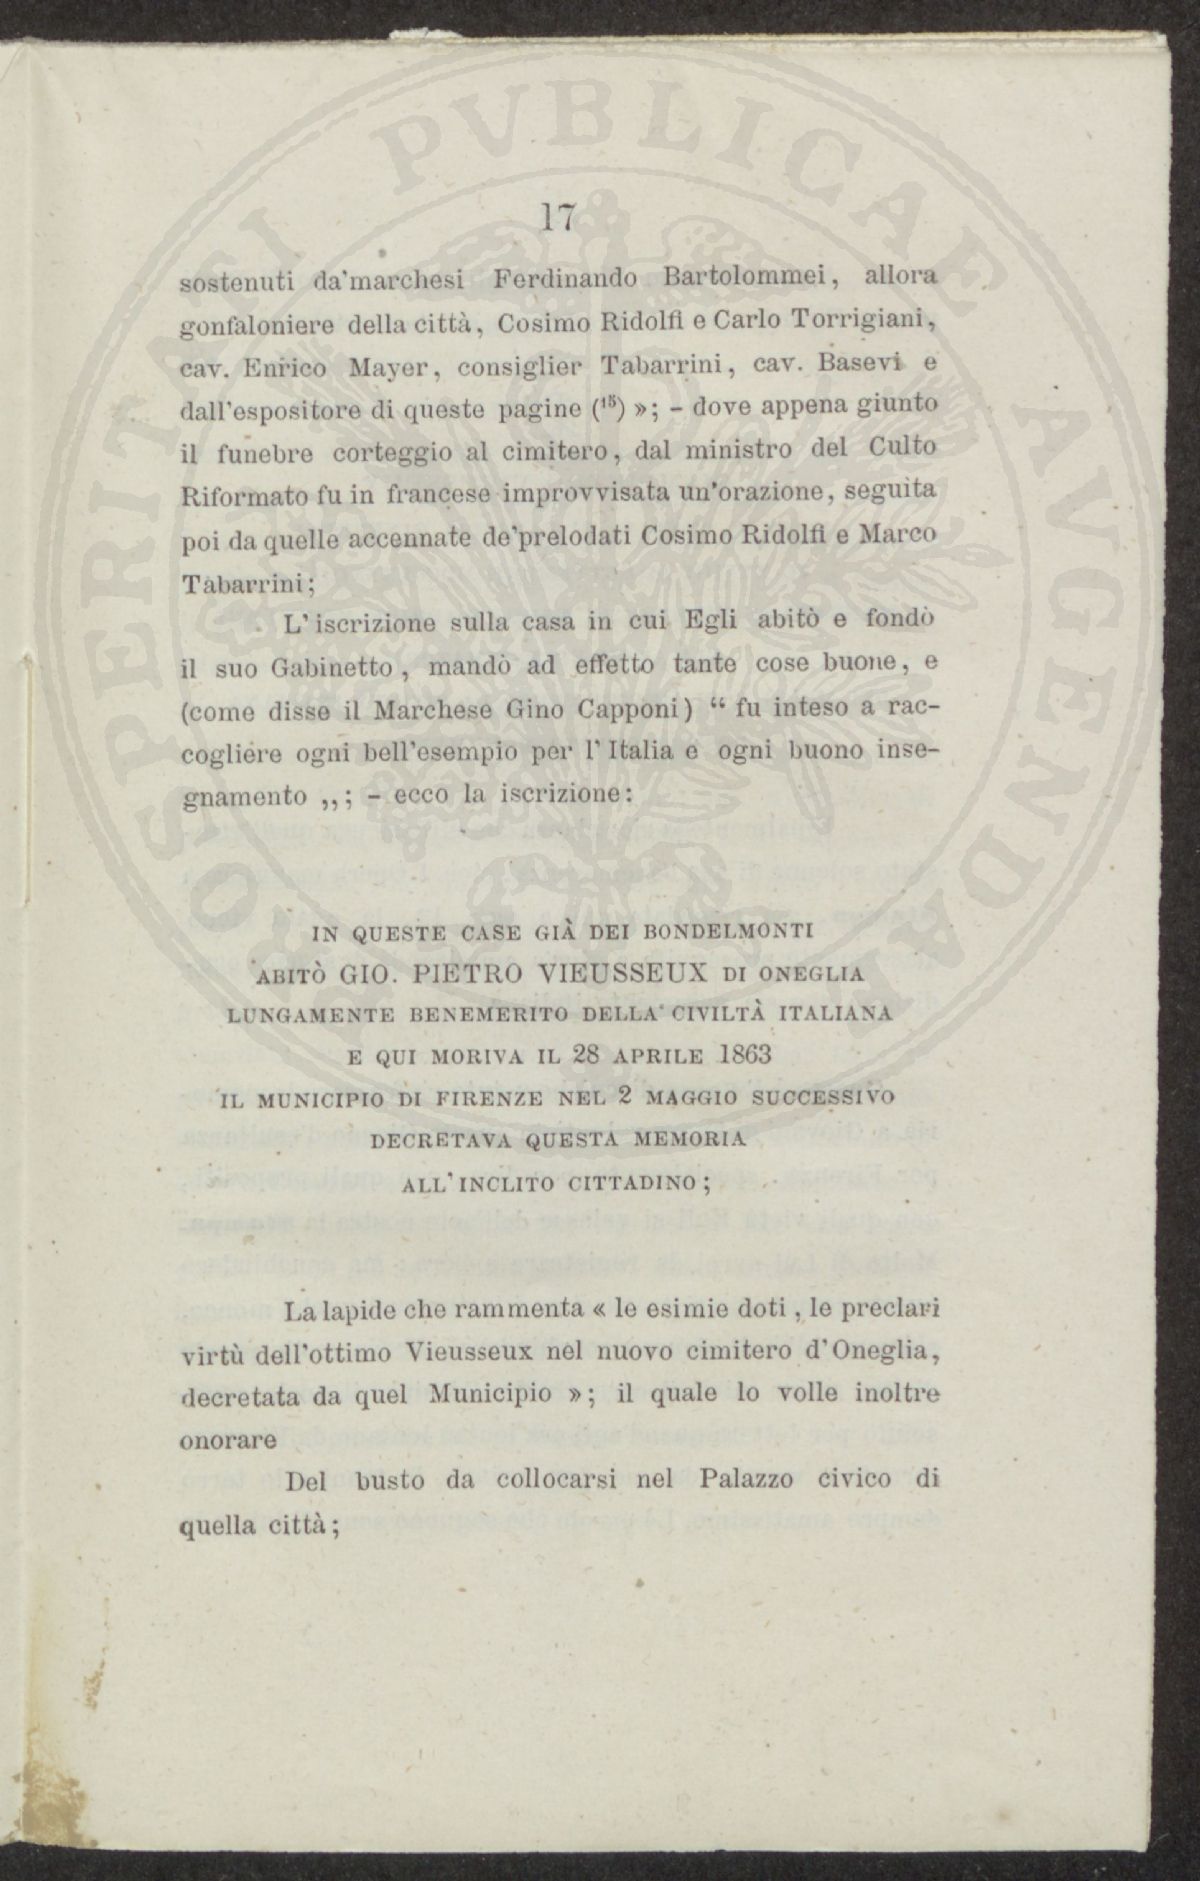 17
sostenuti da'marchesi Ferdinando Bartolommei, allora
gonfaloniere della città, Cosimo Ridolfi e Carlo Torrigiani,
cav. Enrico Mayer, consiglier Tabarrini, cav. Basevi e
dall'espositore di queste pagine (¹⁵) »; – dove appena giunto
il funebre corteggio al cimitero, dal ministro del Culto
Riformato fu in francese improvvisata un'orazione, seguita
poi da quelle accennate de'prelodati Cosimo Ridolfi e Marco
Tabarrini;
L'iscrizione sulla casa in cui Egli abitò e fondò
il suo Gabinetto, mandò ad effetto tante cose buone, e
(come disse il Marchese Gino Capponi) “ fu inteso a rac-
cogliere ogni bell'esempio per l'Italia e ogni buono inse-
gnamento „; – ecco la iscrizione:
IN QUESTE CASE GIÀ DEI BONDELMONTI
ABITÒ GIO. PIETRO VIEUSSEUX DI ONEGLIA
LUNGAMENTE BENEMERITO DELLA CIVILTÀ ITALIANA
E QUI MORIVA IL 28 APRILE 1863
IL MUNICIPIO DI FIRENZE NEL 2 MAGGIO SUCCESSIVO
DECRETAVA QUESTA MEMORIA
ALL'INCLITO CITTADINO;
La lapide che rammenta « le esimie doti, le preclari
virtù dell'ottimo Vieusseux nel nuovo cimitero d'Oneglia,
decretata da quel Municipio »; il quale lo volle inoltre
onorare
Del busto da collocarsi nel Palazzo civico di
quella città;
PROSPERITATI PVBLICAE AVGENDAE